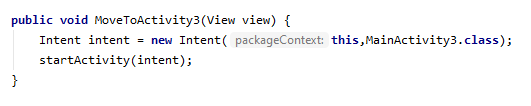 public void MoveToActivity3(View view) {
Intent intent = new Intent( packageContext: this,MainActivity3.class);
startActivity(intent);
}